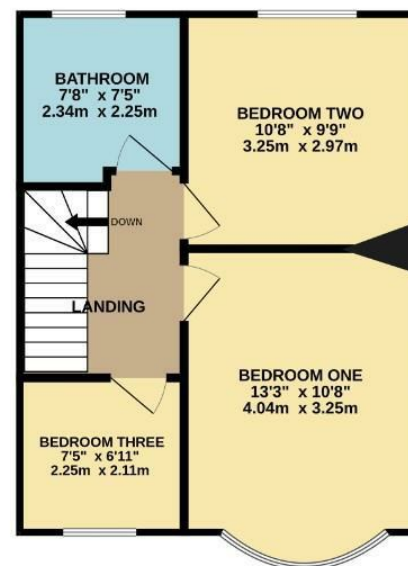 BATHROOM
7'8" x 7'5"
2.34m x 2.25m
BEDROOM TWO
10'8" x 9'9"
3.25m x 2.97m
DOWN
LANDING
BEDROOM ONE
13'3" x 10'8"
4.04m x 3.25m
BEDROOM THREE
7'5" x 6'11"
2.25m x 2.11m